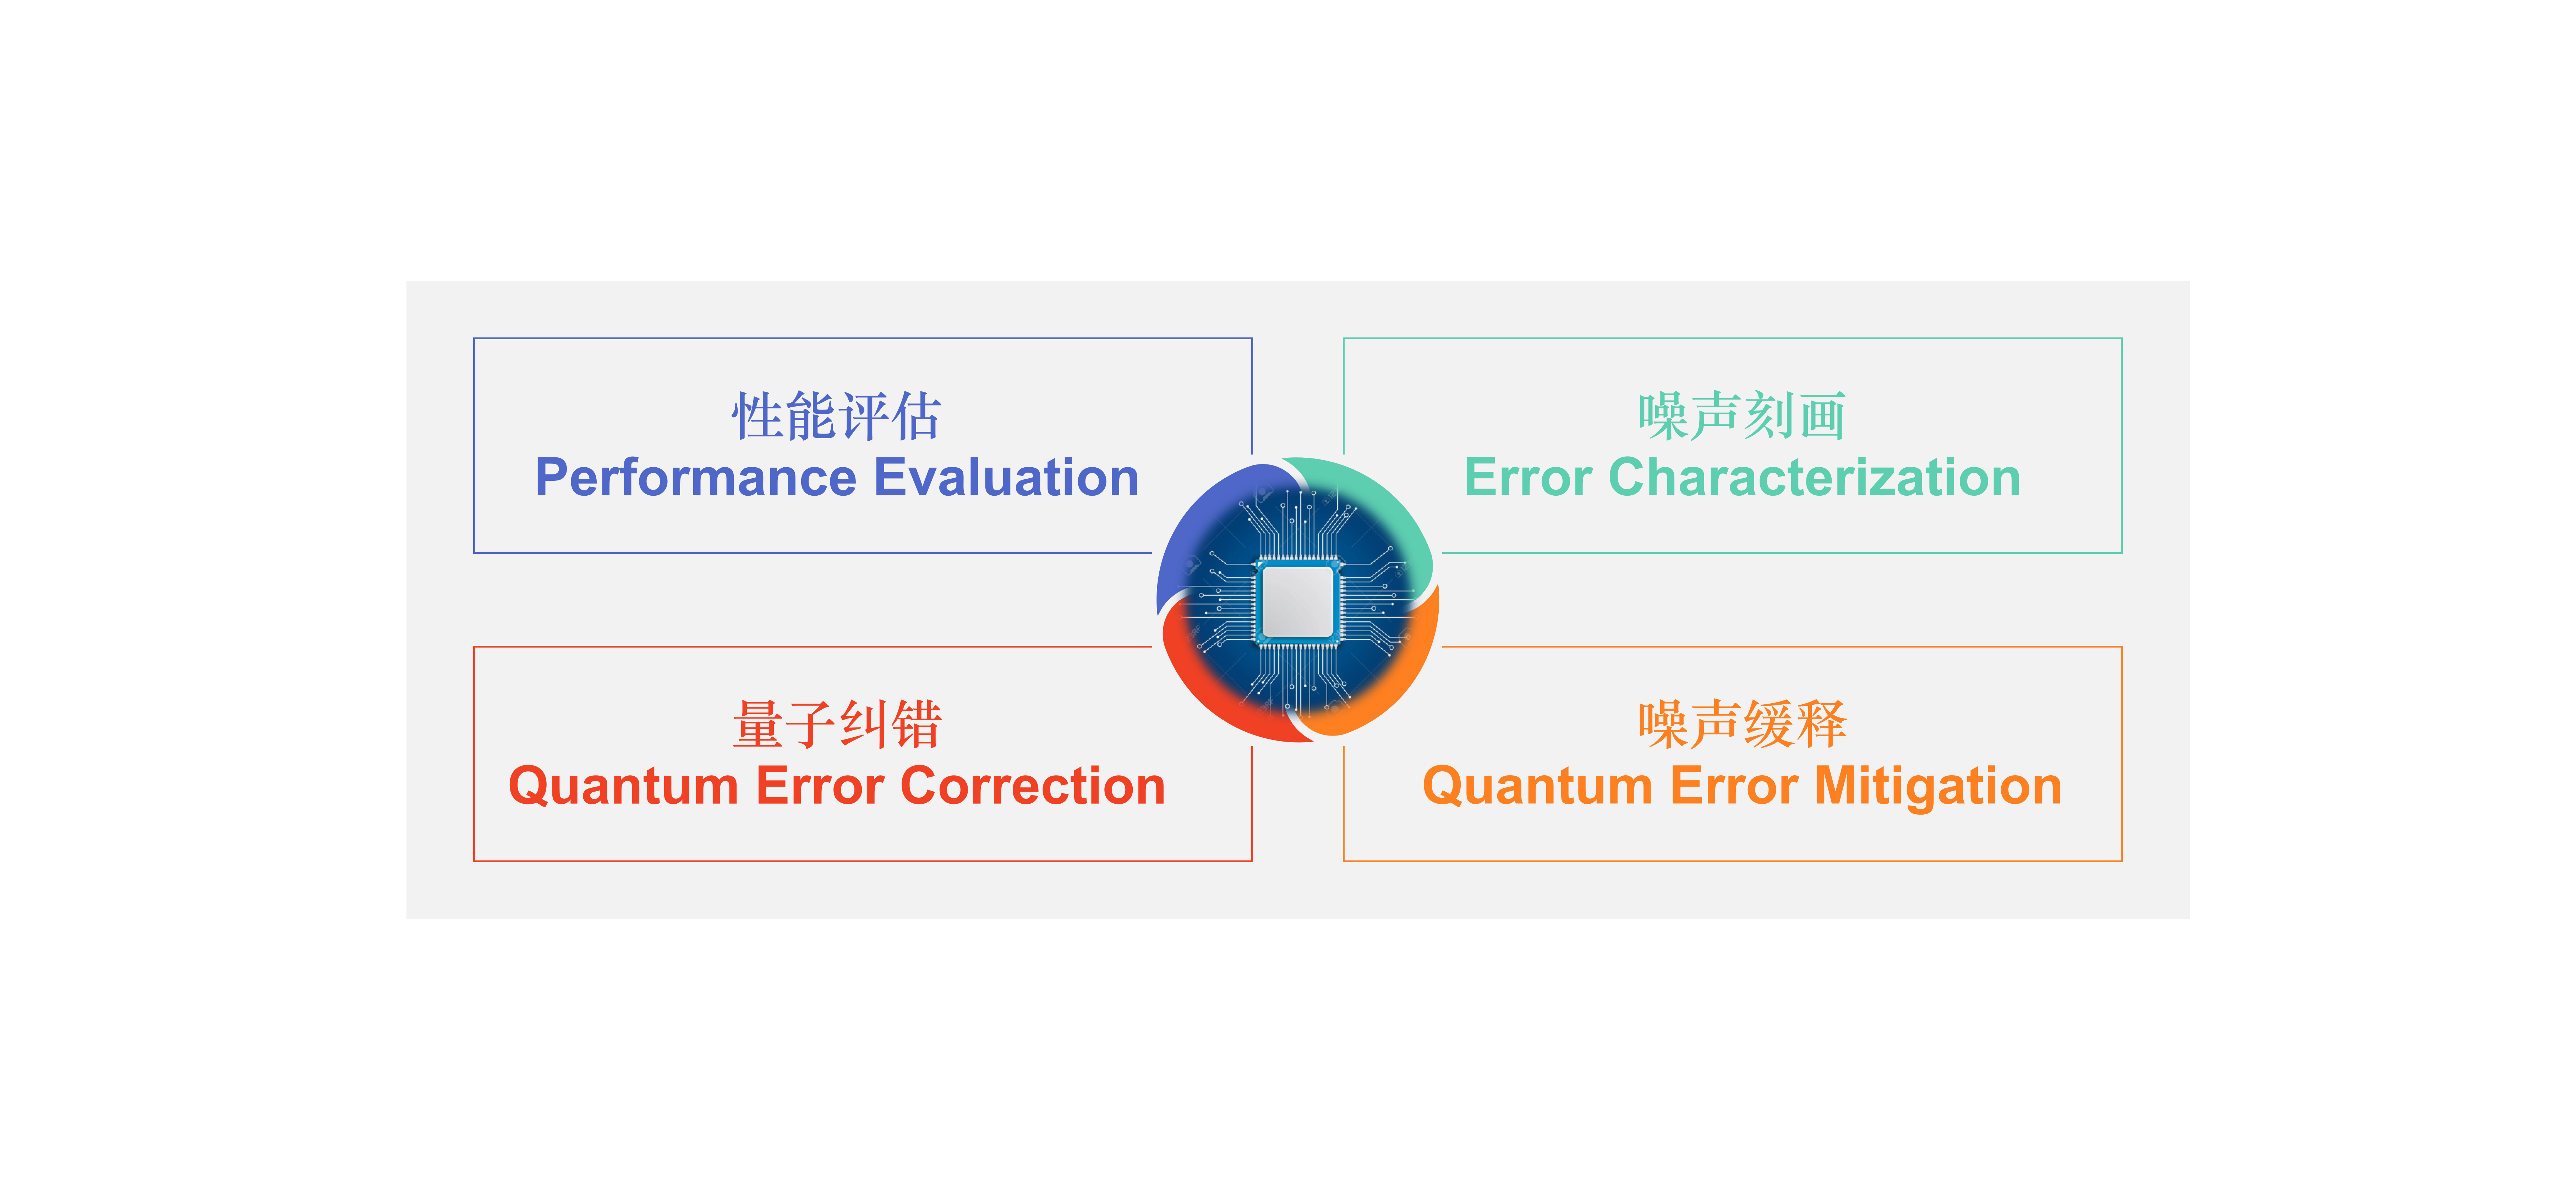 性能评估
Performance Evaluation
噪声刻画
Error Characterization
量子纠错
Quantum Error Correction
噪声缓释
Quantum Error Mitigation